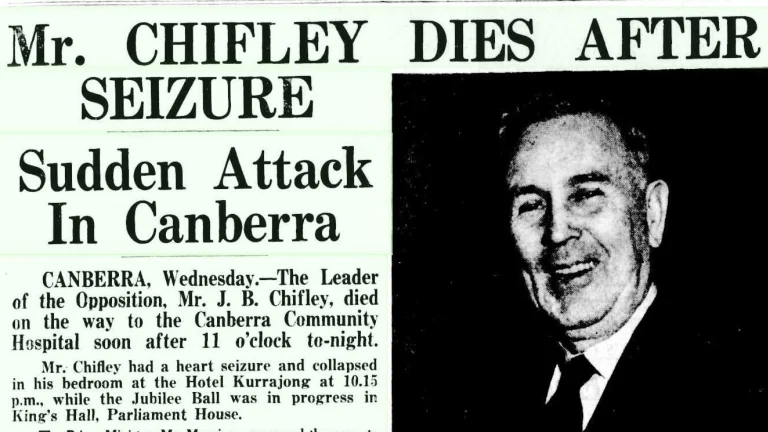 Mr. CHIFLEY DIES AFTER
SEIZURE
Sudden Attack
In Canberra
CANBERRA, Wednesday.—The Leader
of the Opposition, Mr. J. B. Chifley, died
on the way to the Canberra Community
Hospital soon after 11 o'clock to-night.
Mr. Chifley had a heart seizure and collapsed
in his bedroom at the Hotel Kurrajong at 10.15
p.m., while the Jubilee Ball was in progress in
King's Hall, Parliament House.